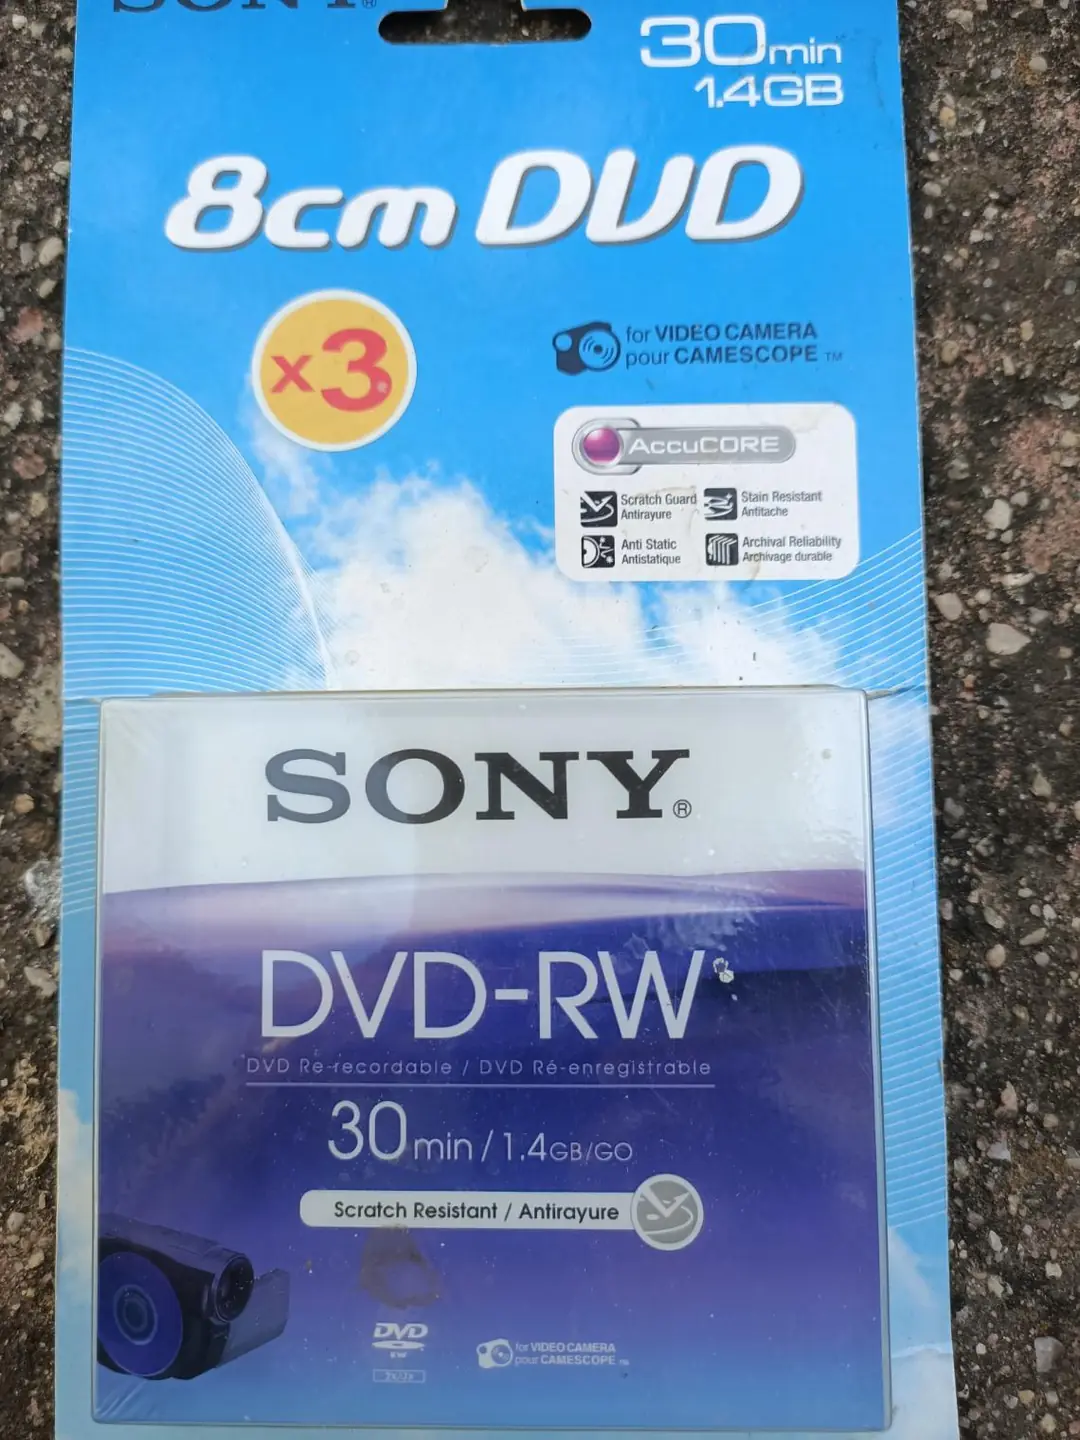 SONY®
30min
1.4GB
8cm DVD
x3
for VIDEO CAMERA
pour CAMESCOPE ™
AccuCORE
Scratch Guard
Antirayure
Stain Resistant
Antitache
Anti Static
Antistatique
Archival Reliability
Archivage durable
SONY®
DVD-RW
DVD Re-recordable / DVD Ré-enregistrable
30min / 1.4GB/GO
Scratch Resistant / Antirayure
DVD
RW
for VIDEO CAMERA
pour CAMESCOPE ™